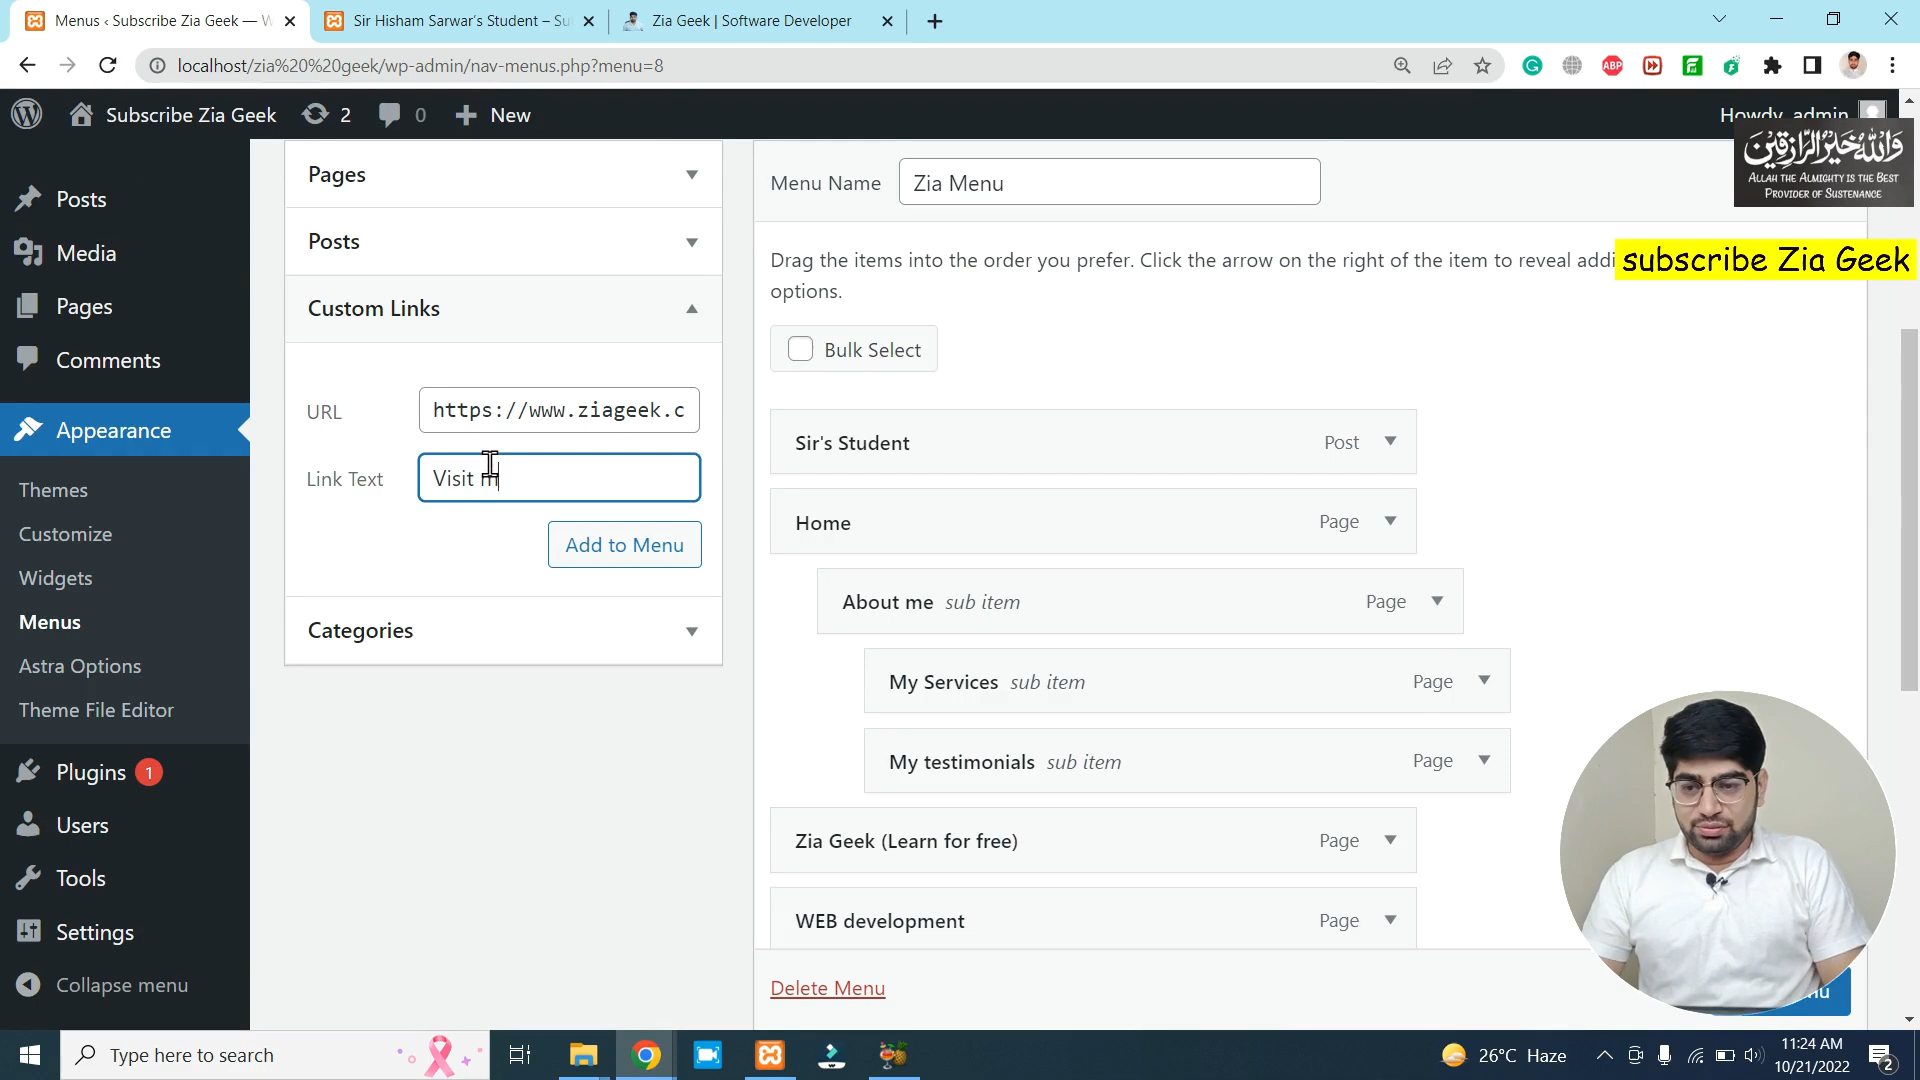 Menus ‹ Subscribe Zia Geek — W
Sir Hisham Sarwar's Student – Su
Zia Geek | Software Developer
localhost/zia%20%20geek/wp-admin/nav-menus.php?menu=8
Subscribe Zia Geek
2
0
New
Howdy, admin
وَاللّٰهُ خَيْرُ الرَّازِقِيْنَ
ALLAH THE ALMIGHTY IS THE BEST
PROVIDER OF SUSTENANCE
subscribe Zia Geek
Posts
Media
Pages
Comments
Appearance
Themes
Customize
Widgets
Menus
Astra Options
Theme File Editor
Plugins 1
Users
Tools
Settings
Collapse menu
Pages
Posts
Custom Links
URL
https://www.ziageek.c
Link Text
Visit m
Add to Menu
Categories
Menu Name
Zia Menu
Drag the items into the order you prefer. Click the arrow on the right of the item to reveal addi
options.
Bulk Select
Sir's Student Post
Home Page
About me sub item Page
My Services sub item Page
My testimonials sub item Page
Zia Geek (Learn for free) Page
WEB development Page
Delete Menu
nu
Type here to search
ABP
26°C Haze
11:24 AM
10/21/2022
2